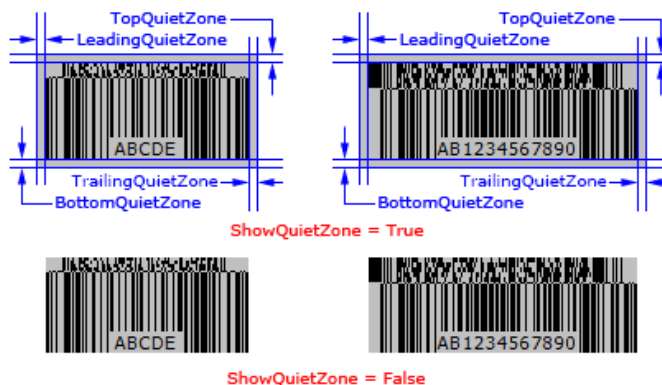 TopQuietZone
LeadingQuietZone
ABCDE
TrailingQuietZone
BottomQuietZone
TopQuietZone
LeadingQuietZone
AB1234567890
TrailingQuietZone
BottomQuietZone
ShowQuietZone = True
ABCDE
AB1234567890
ShowQuietZone = False